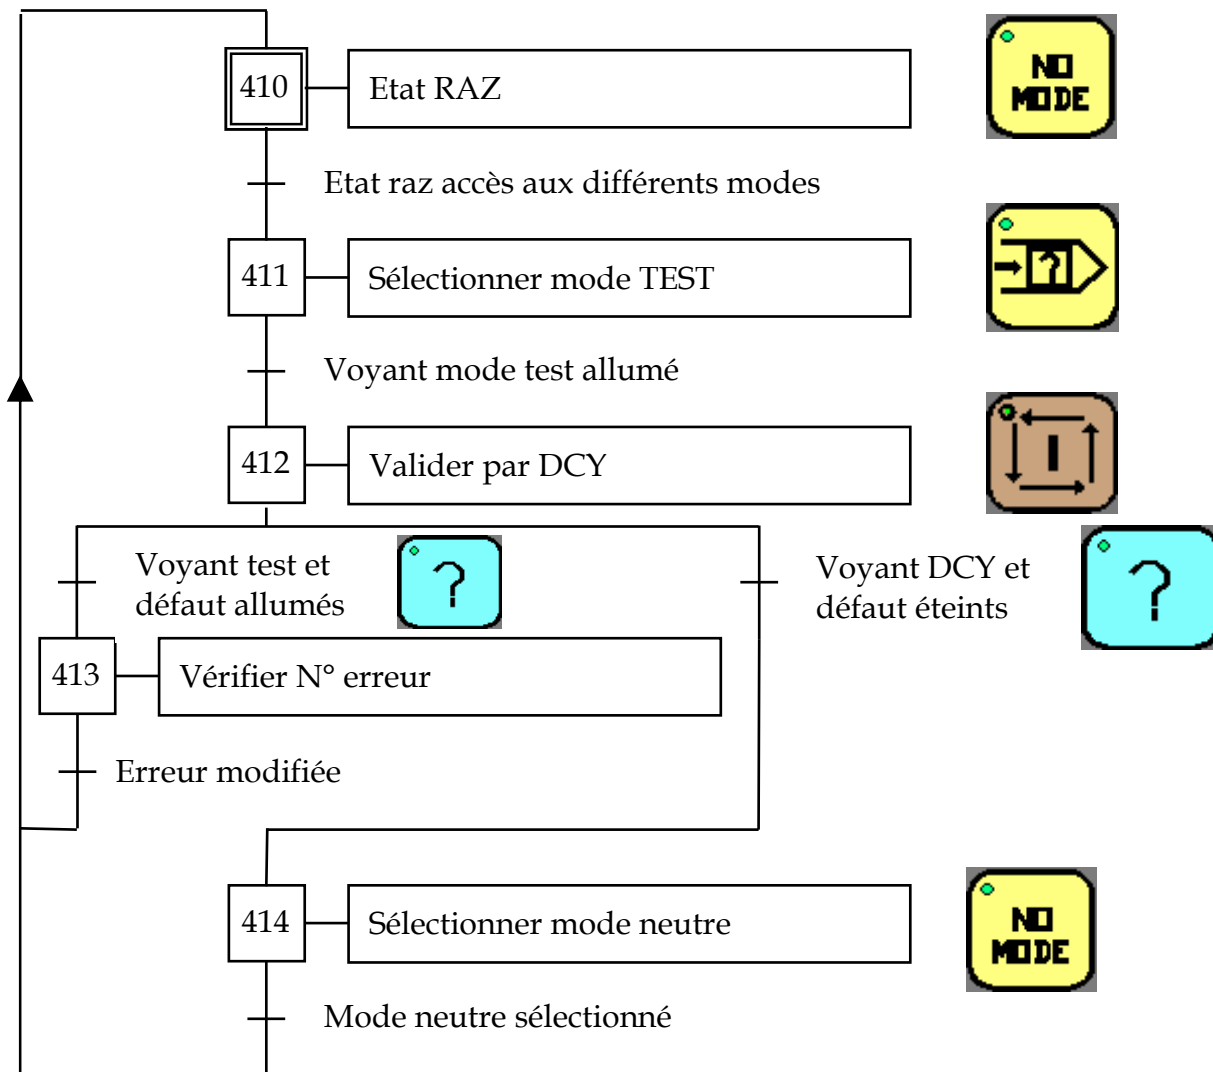 410
Etat RAZ
NO
MODE
Etat raz accès aux différents modes
411
Sélectionner mode TEST
?
Voyant mode test allumé
412
Valider par DCY
I
Voyant test et
défaut allumés
?
Voyant DCY et
défaut éteints
?
413
Vérifier N° erreur
Erreur modifiée
414
Sélectionner mode neutre
NO
MODE
Mode neutre sélectionné